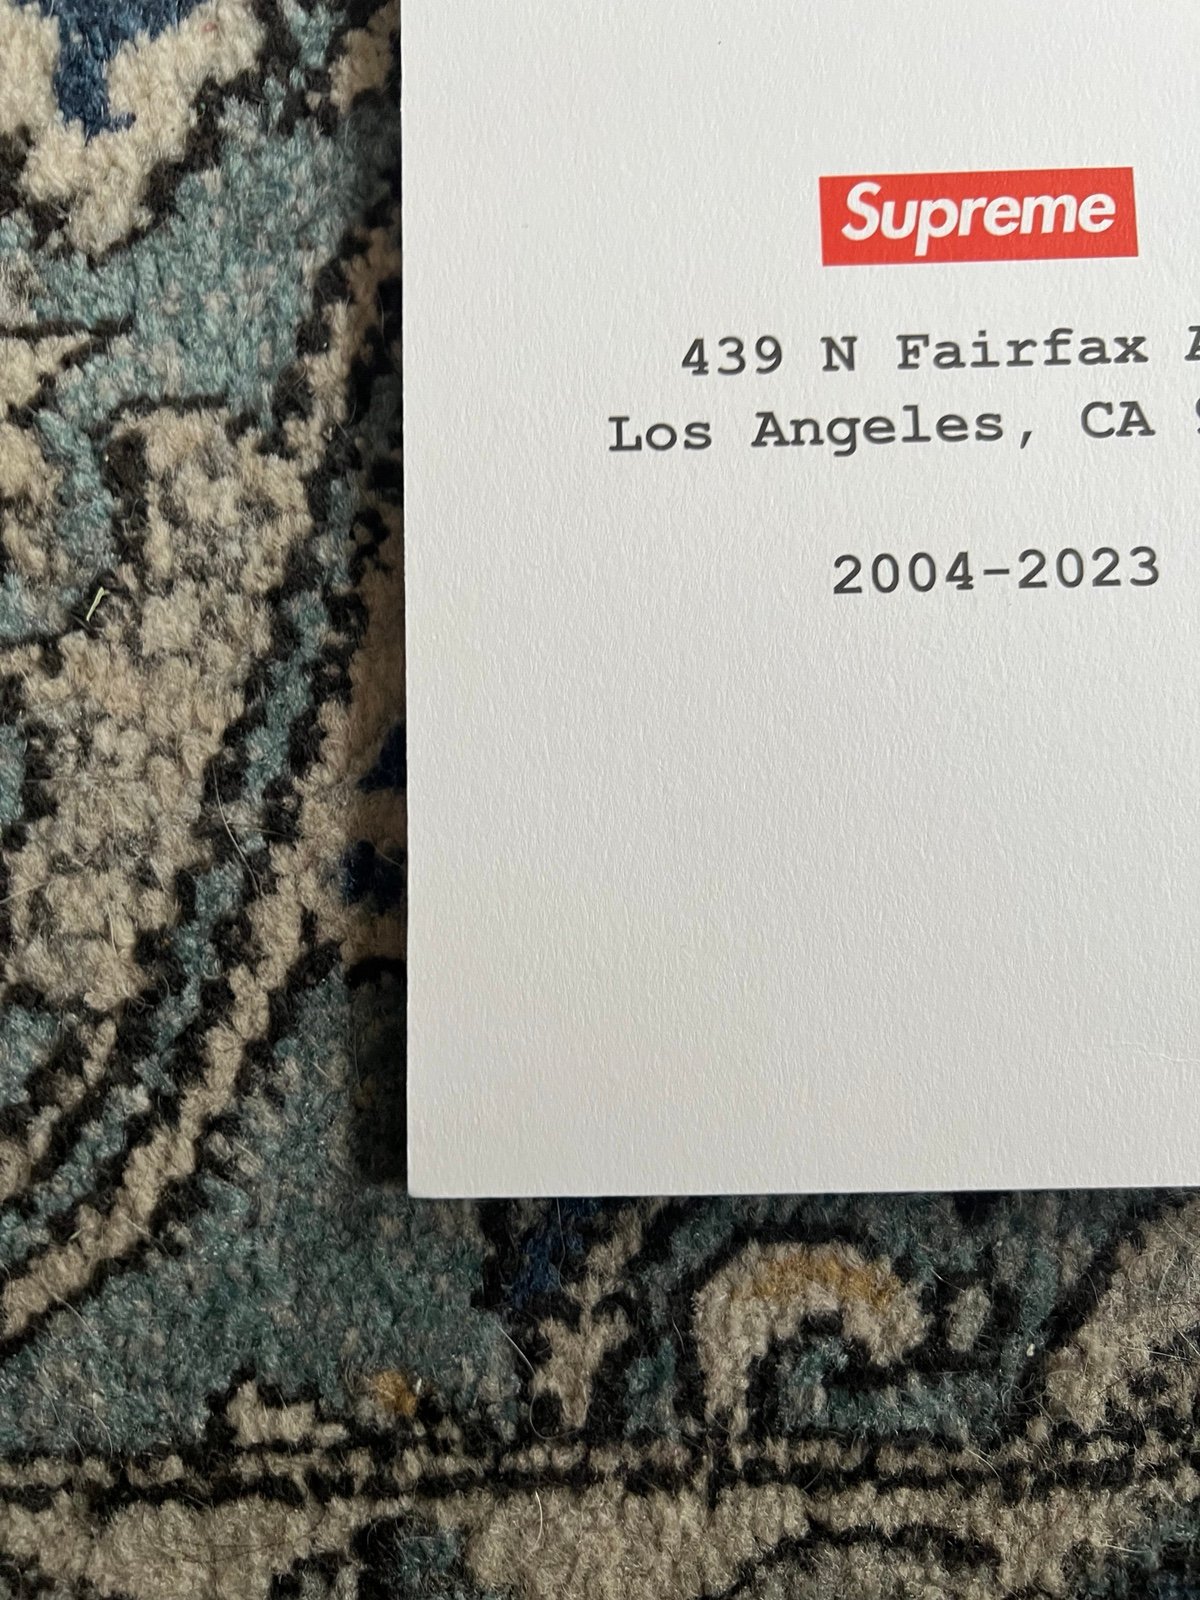 Supreme
439 N Fairfax
Los Angeles, CA
2004-2023